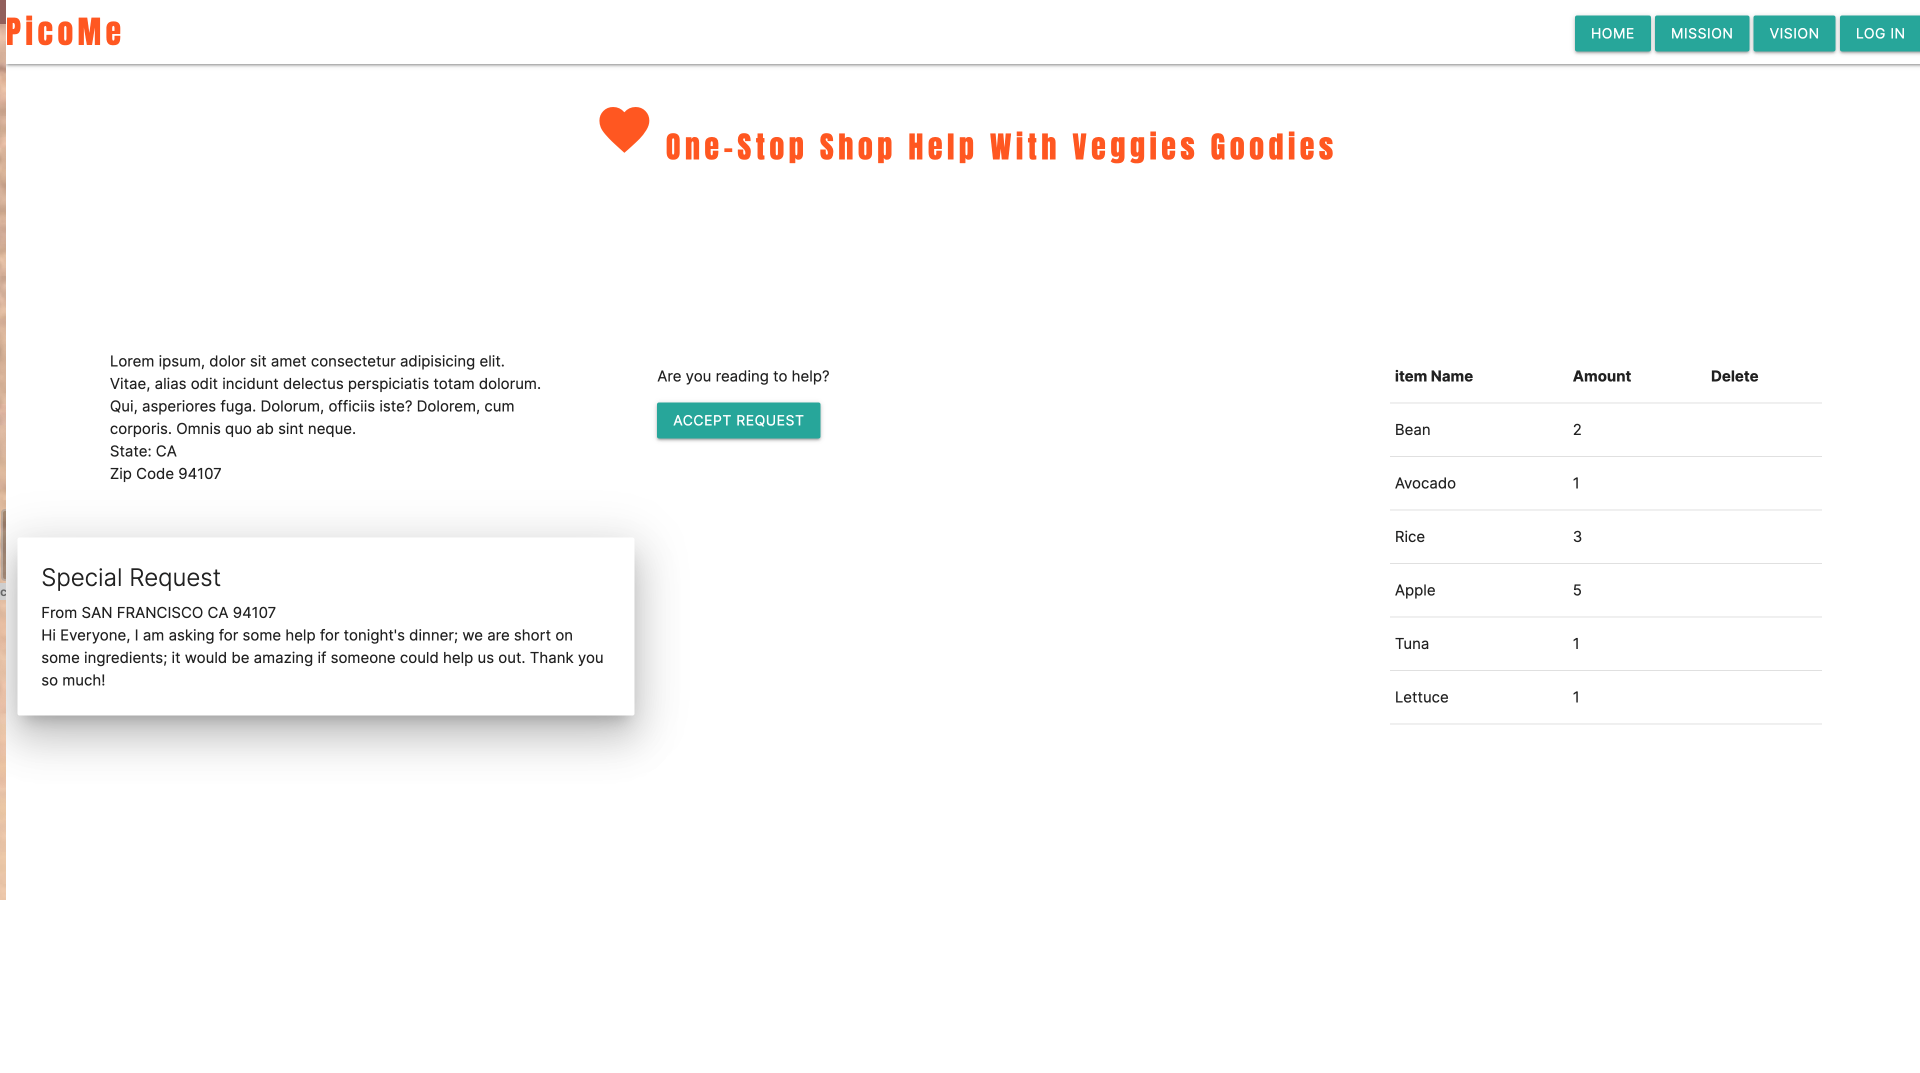 PicoMe
HOME MISSION VISION LOG IN
One-Stop Shop Help With Veggies Goodies
Lorem ipsum, dolor sit amet consectetur adipisicing elit.
Vitae, alias odit incidunt delectus perspiciatis totam dolorum.
Qui, asperiores fuga. Dolorum, officiis iste? Dolorem, cum
corporis. Omnis quo ab sint neque.
State: CA
Zip Code 94107
Special Request
From SAN FRANCISCO CA 94107
Hi Everyone, I am asking for some help for tonight's dinner; we are short on
some ingredients; it would be amazing if someone could help us out. Thank you
so much!
Are you reading to help?
ACCEPT REQUEST
item Name Amount Delete
Bean 2
Avocado 1
Rice 3
Apple 5
Tuna 1
Lettuce 1